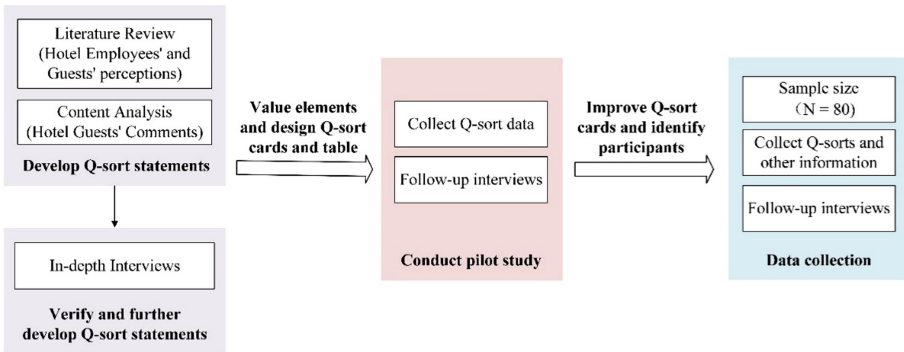 Literature Review
(Hotel Employees' and
Guests' perceptions)
Content Analysis
(Hotel Guests' Comments)
Develop Q-sort statements
In-depth Interviews
Verify and further
develop Q-sort statements
Value elements
and design Q-sort
cards and table
Collect Q-sort data
Follow-up interviews
Conduct pilot study
Improve Q-sort
cards and identify
participants
Sample size
（N = 80）
Collect Q-sorts and
other information
Follow-up interviews
Data collection